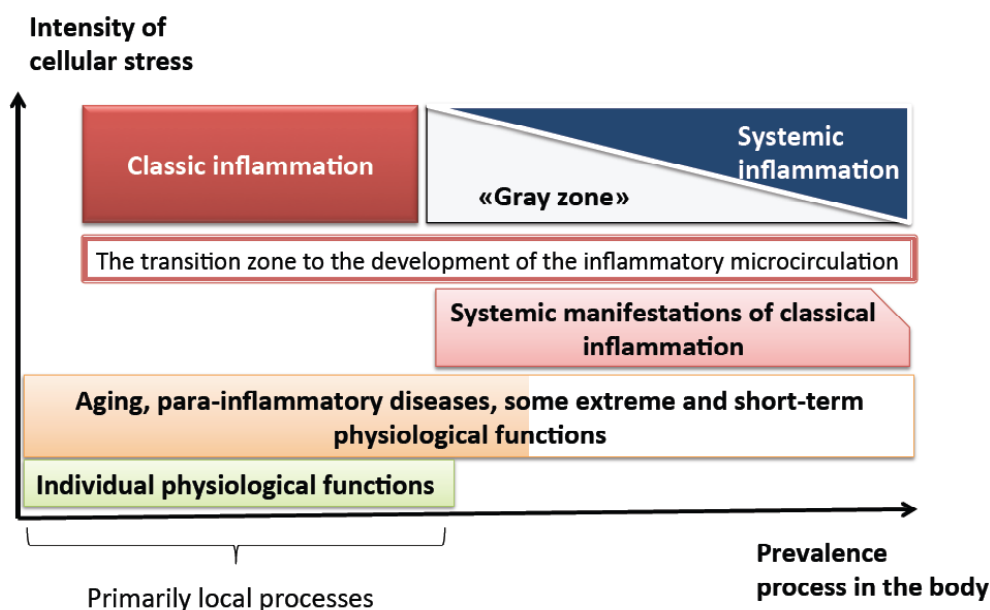 Intensity of
cellular stress
Classic inflammation
Systemic
inflammation
«Gray zone»
The transition zone to the development of the inflammatory microcirculation
Systemic manifestations of classical
inflammation
Aging, para-inflammatory diseases, some extreme and short-term
physiological functions
Individual physiological functions
Primarily local processes
Prevalence
process in the body